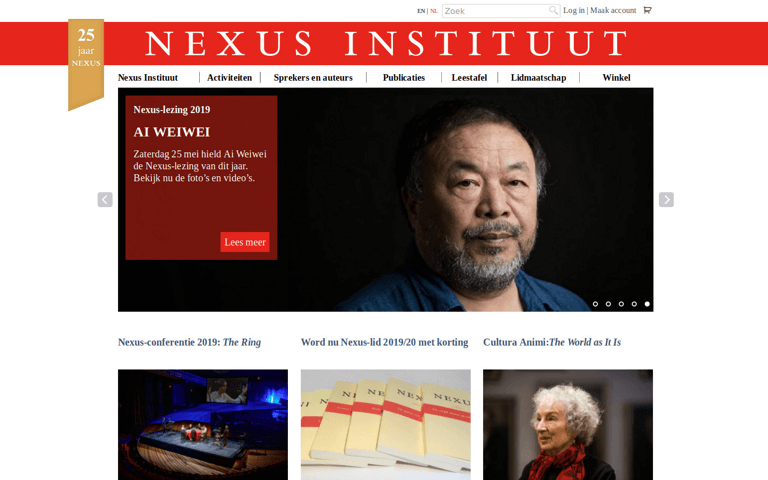 EN | NL
Zoek
Log in | Maak account
25
jaar
NEXUS
NEXUS INSTITUUT
Nexus Instituut
Activiteiten
Sprekers en auteurs
Publicaties
Leestafel
Lidmaatschap
Winkel
Nexus-lezing 2019
AI WEIWEI
Zaterdag 25 mei hield Ai Weiwei
de Nexus-lezing van dit jaar.
Bekijk nu de foto's en video's.
Lees meer
Nexus-conferentie 2019: The Ring
Word nu Nexus-lid 2019/20 met korting
Cultura Animi:The World as It Is
NEXUS
NEXUS